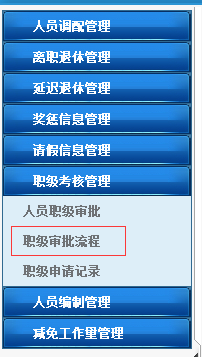 人员调配管理
离职退休管理
延迟退休管理
奖惩信息管理
请假信息管理
职级考核管理
人员职级审批
职级审批流程
职级申请记录
人员编制管理
减免工作量管理